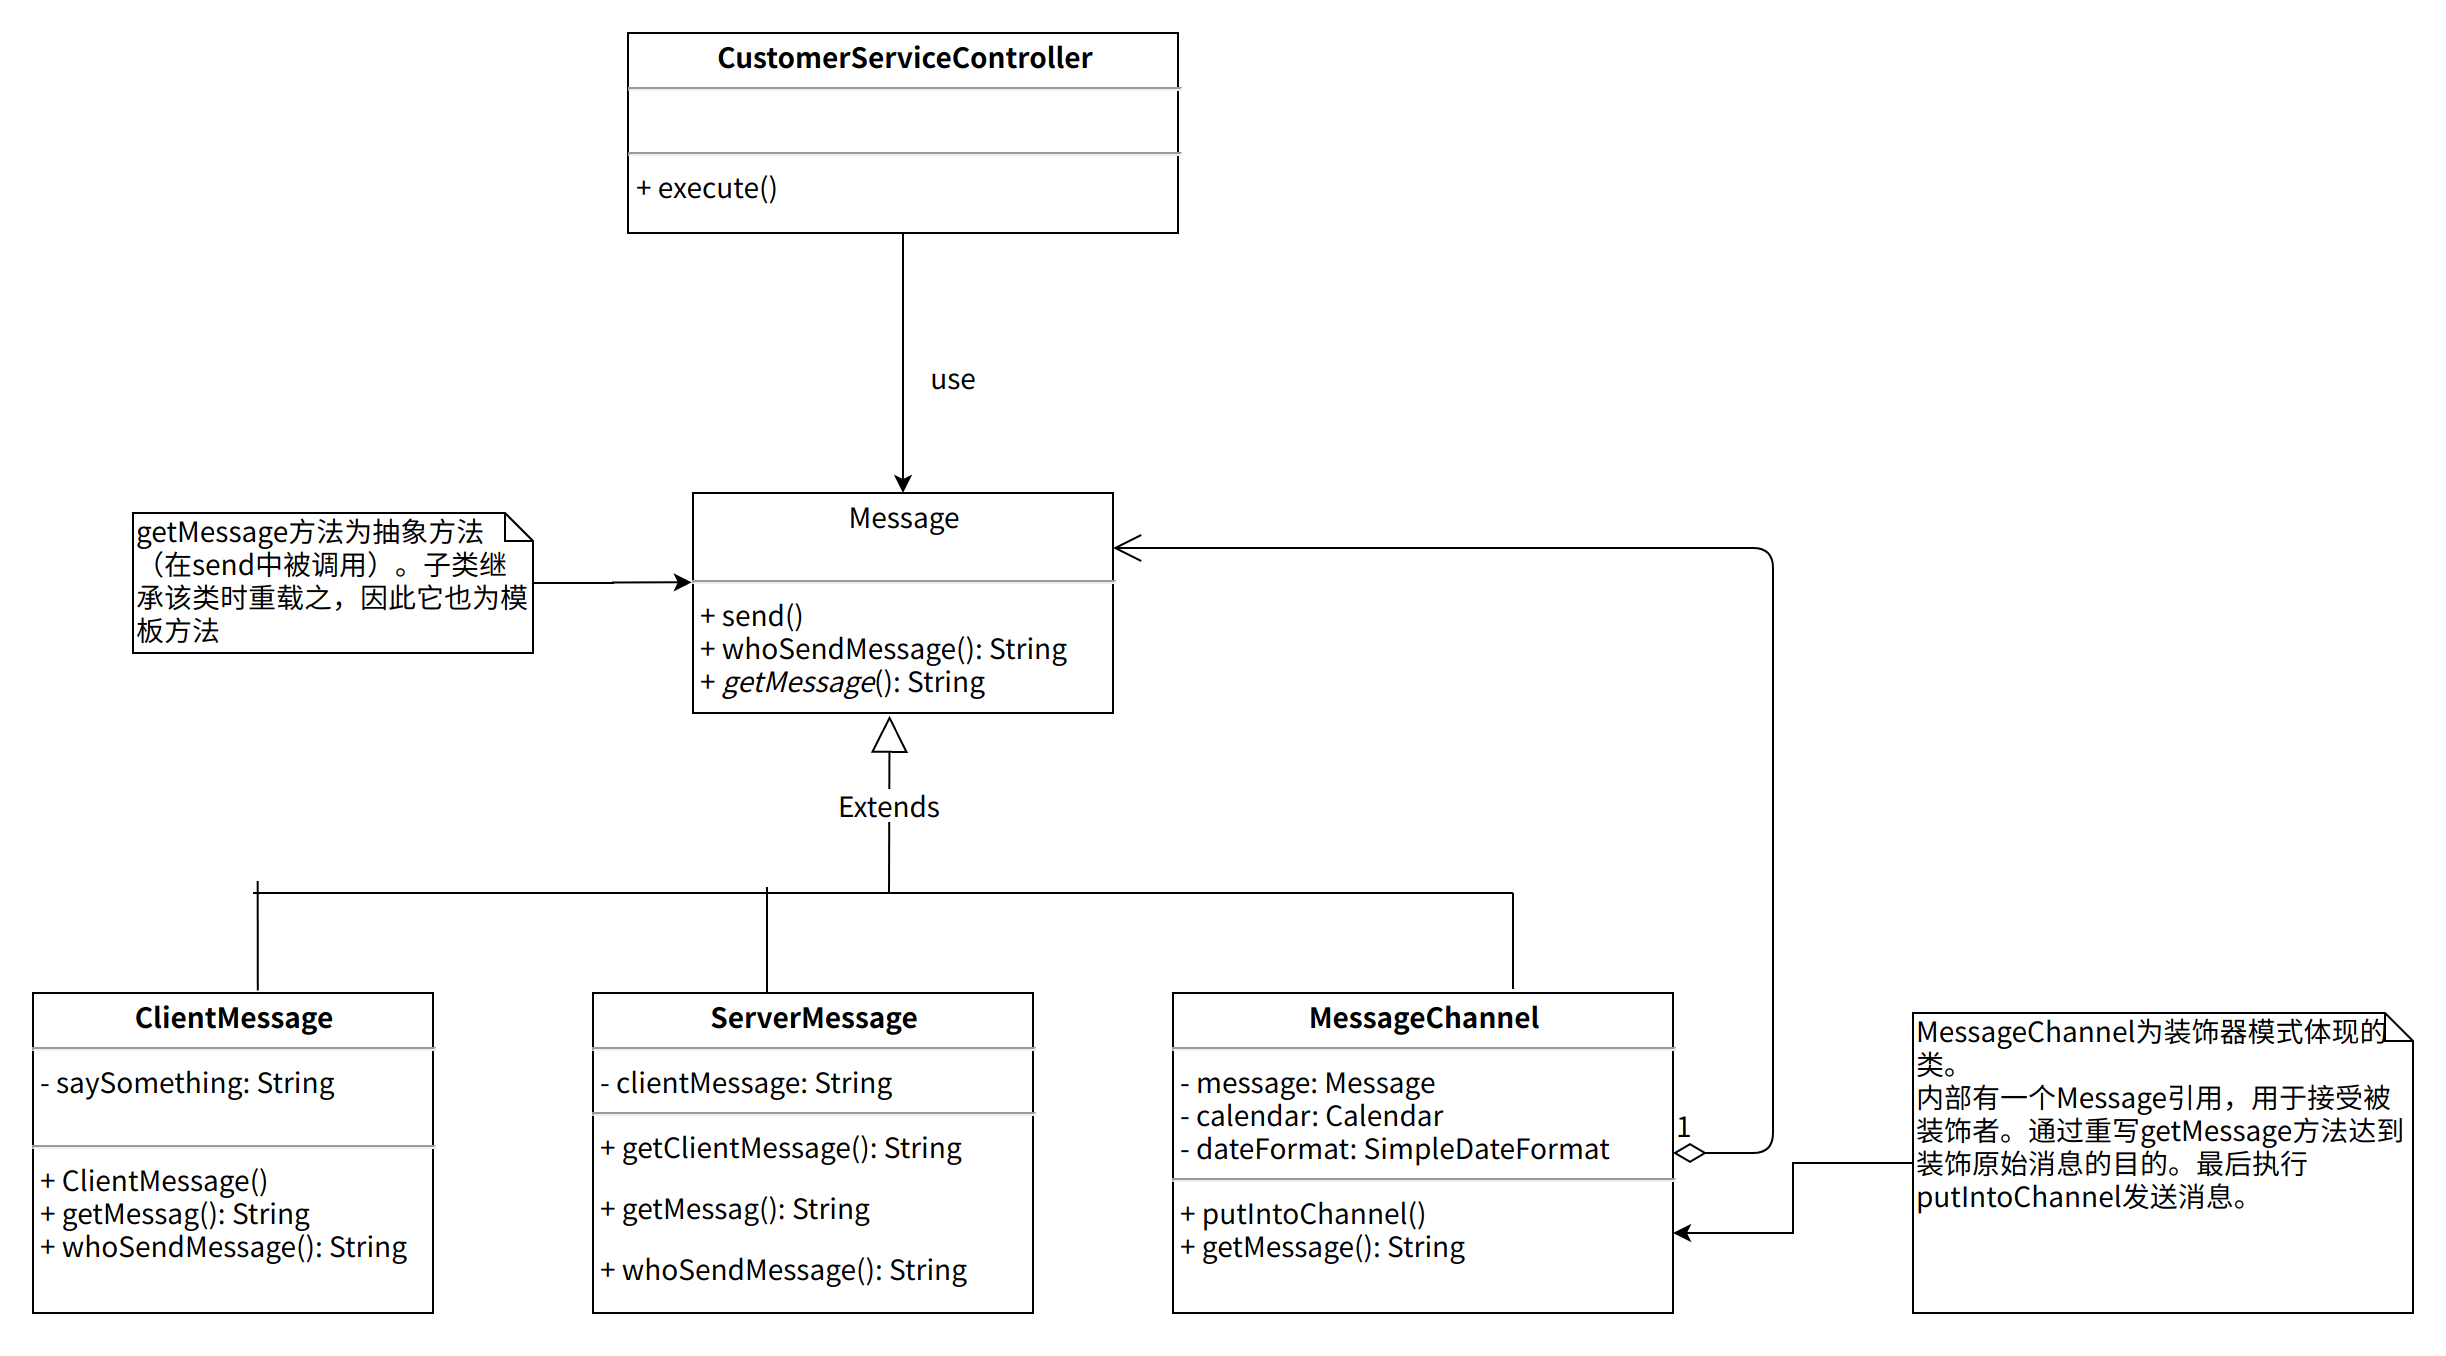 CustomerServiceController
+ execute()
use
getMessage方法为抽象方法
（在send中被调用）。子类继
承该类时重载之，因此它也为模
板方法
Message
+ send()
+ whoSendMessage(): String
+ getMessage(): String
Extends
ClientMessage
- saySomething: String
+ ClientMessage()
+ getMessag(): String
+ whoSendMessage(): String
ServerMessage
- clientMessage: String
+ getClientMessage(): String
+ getMessag(): String
+ whoSendMessage(): String
MessageChannel
- message: Message
- calendar: Calendar
- dateFormat: SimpleDateFormat
+ putIntoChannel()
+ getMessage(): String
1
MessageChannel为装饰器模式体现的
类。
内部有一个Message引用，用于接受被
装饰者。通过重写getMessage方法达到
装饰原始消息的目的。最后执行
putIntoChannel发送消息。